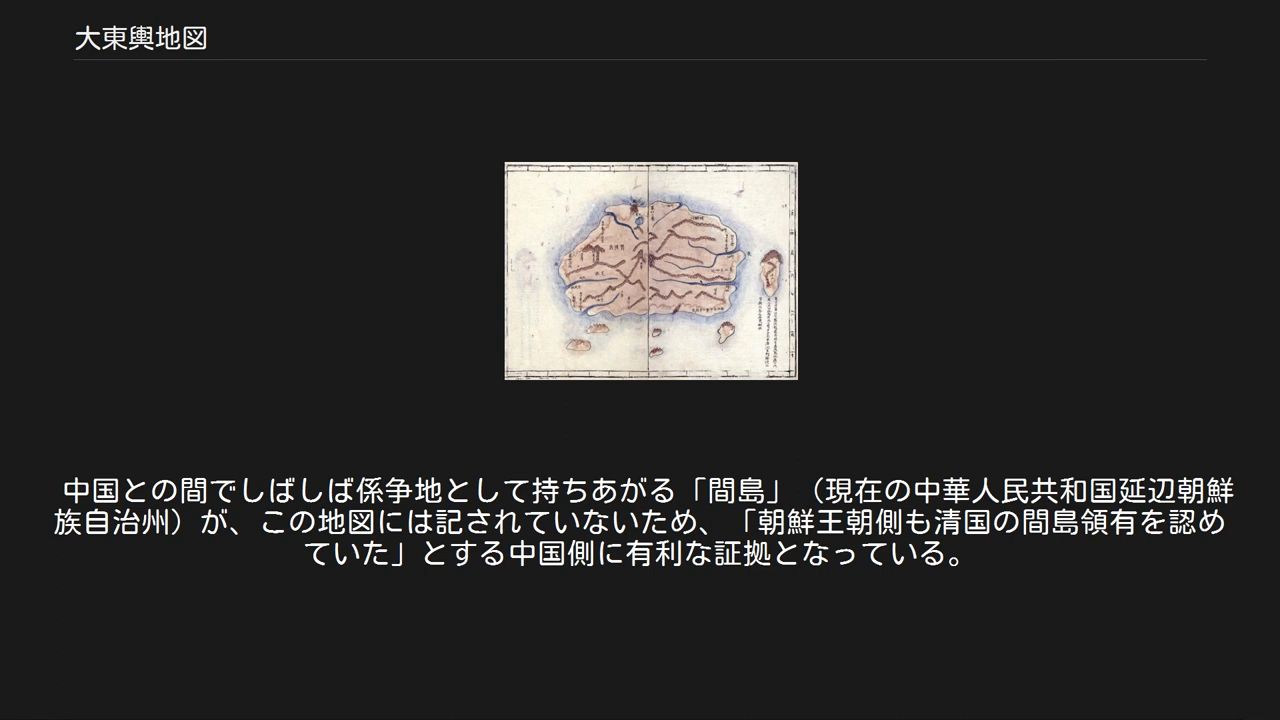 大東輿地図
中国との間でしばしば係争地として持ちあがる「間島」（現在の中華人民共和国延辺朝鮮
族自治州）が、この地図には記されていないため、「朝鮮王朝側も清国の間島領有を認め
ていた」とする中国側に有利な証拠となっている。